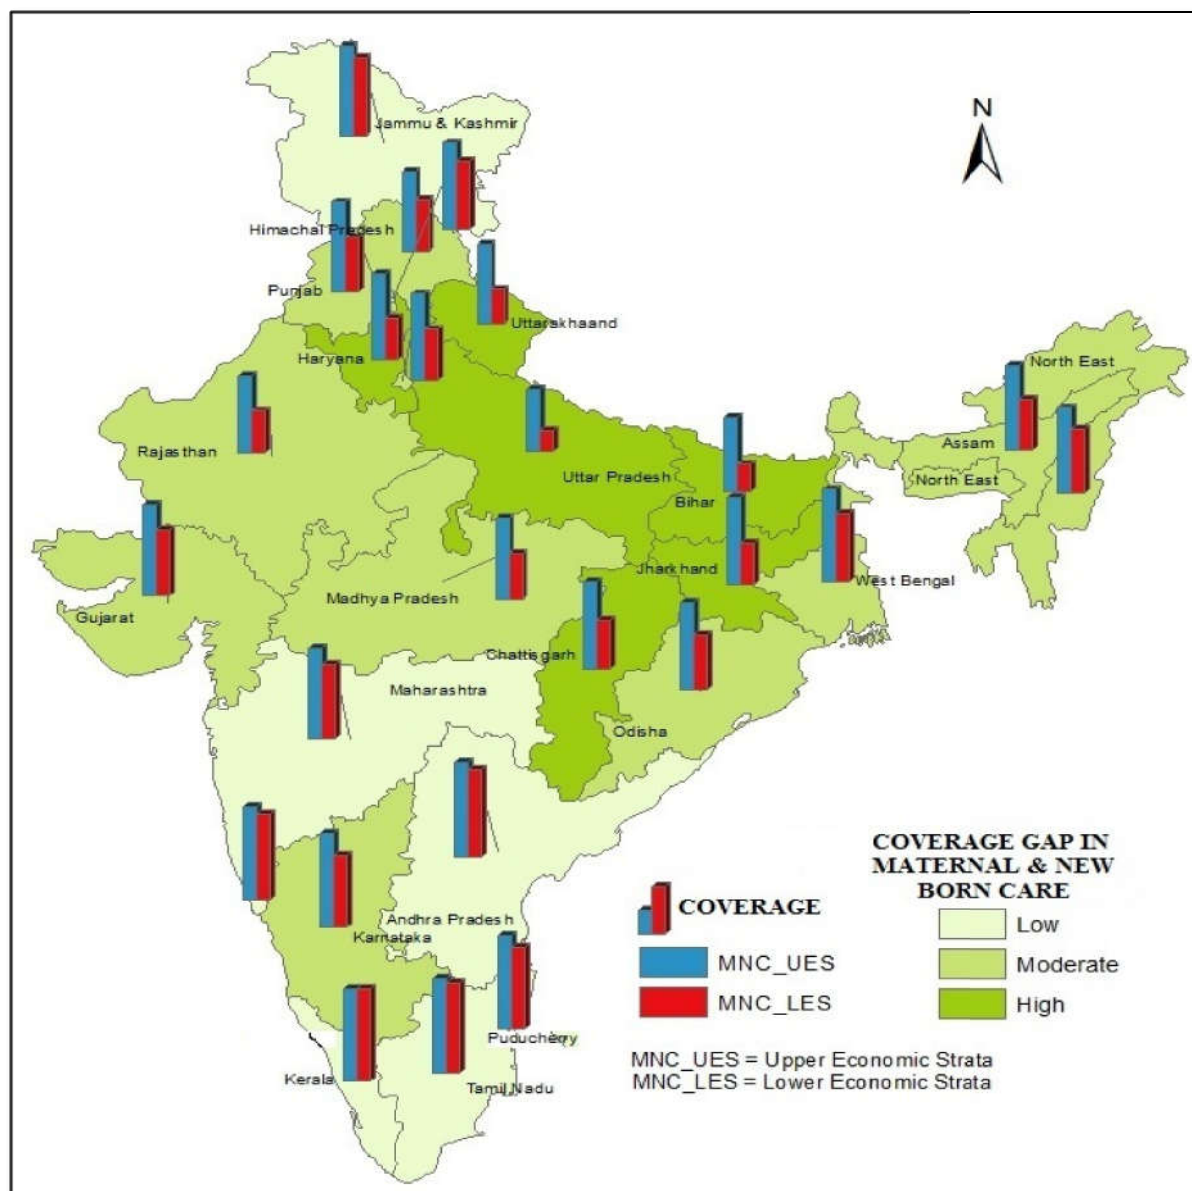 N
Jammu & Kashmir
Himachal Pradesh
Punjab
Uttarakhaand
Haryana
North East
Rajasthan
Assam
Uttar Pradesh
North East
Bihar
Jharkhand
West Bengal
Madhya Pradesh
Gujarat
Chattisgarh
Maharashtra
Odisha
COVERAGE GAP IN
MATERNAL & NEW
BORN CARE
COVERAGE
Low
Andhra Pradesh
Karnataka
MNC_UES
Moderate
MNC_LES
High
Puducherry
MNC_UES = Upper Economic Strata
Kerala
MNC_LES = Lower Economic Strata
Tamil Nadu